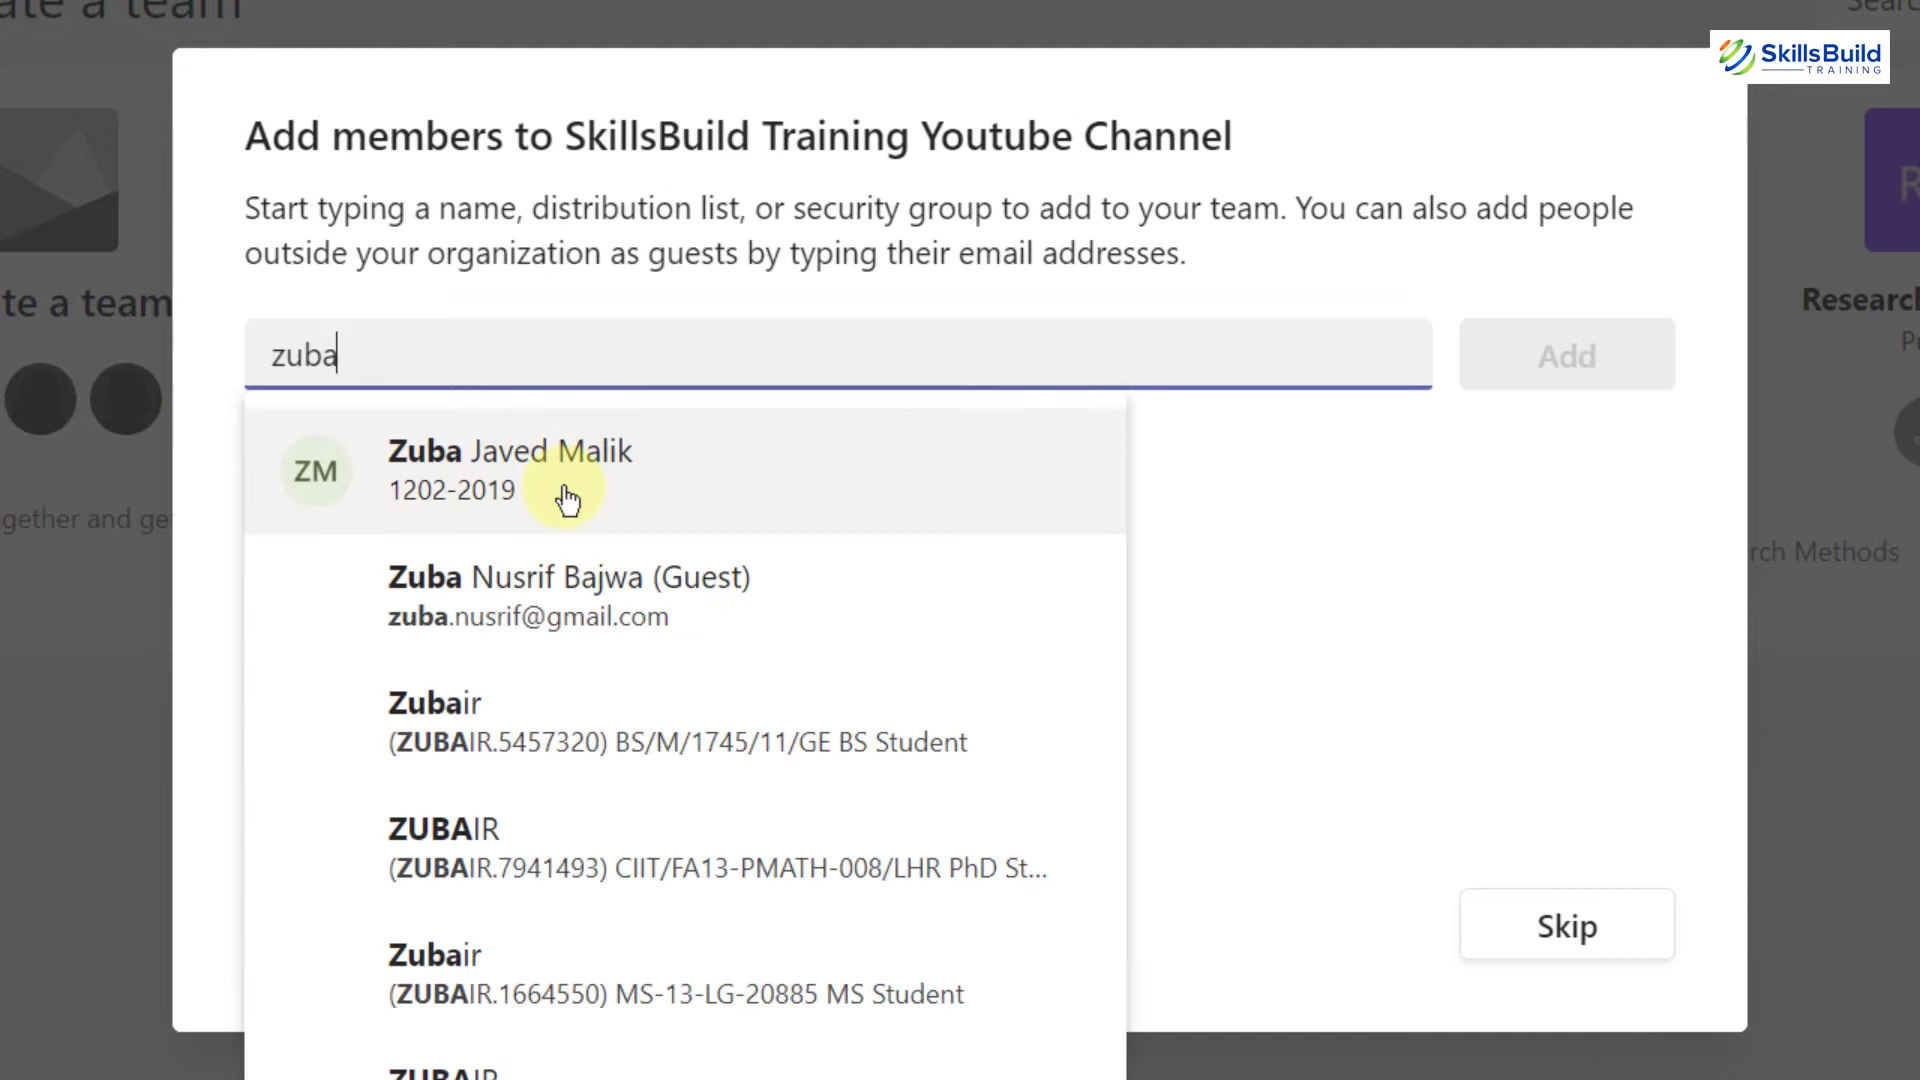 ate a team
Sear
SkillsBuild
TRAINING
Add members to SkillsBuild Training Youtube Channel
Start typing a name, distribution list, or security group to add to your team. You can also add people
outside your organization as guests by typing their email addresses.
te a team
Research
zuba
Add
Zuba Javed Malik
ZM
1202-2019
gether and ge
rch Methods
Zuba Nusrif Bajwa (Guest)
zuba.nusrif@gmail.com
Zubair
(ZUBAIR.5457320) BS/M/1745/11/GE BS Student
ZUBAIR
(ZUBAIR.7941493) CIIT/FA13-PMATH-008/LHR PhD St...
Skip
Zubair
(ZUBAIR.1664550) MS-13-LG-20885 MS Student
ZUBAIR